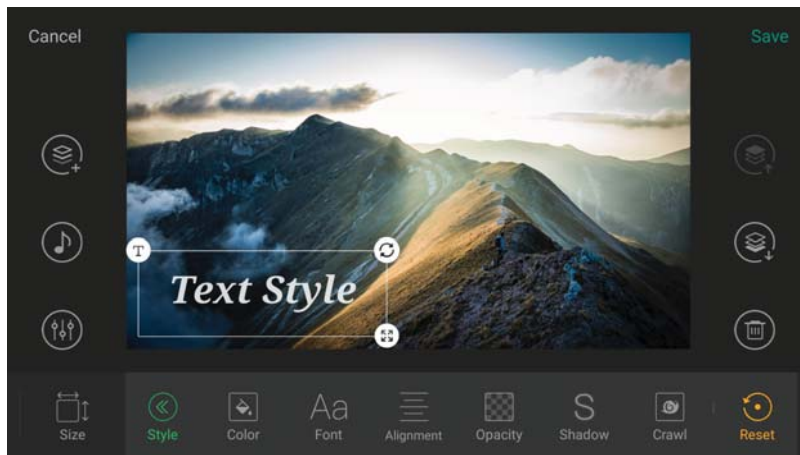 Cancel
Save
T
Text Style
Size
Style
Color
Aa
Font
Alignment
Opacity
S
Shadow
Crawl
Reset